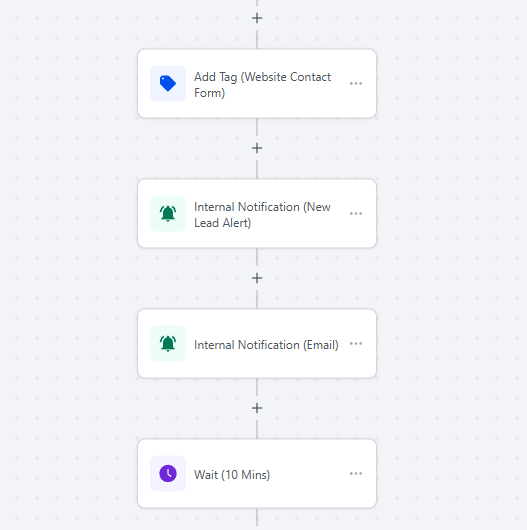 Add Tag (Website Contact
Form)
Internal Notification (New
Lead Alert)
Internal Notification (Email)
Wait (10 Mins)